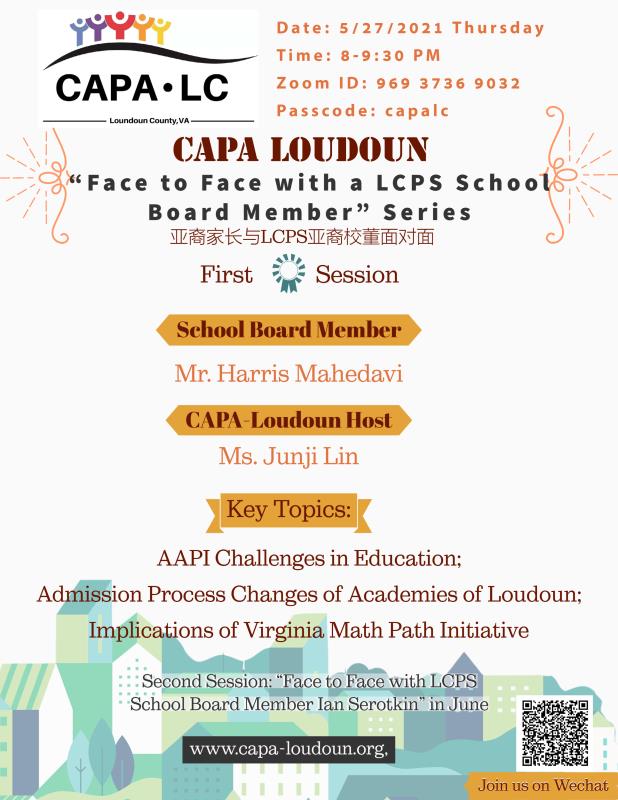 CAPA•LC
Loundoun County,VA
Date: 5/27/2021 Thursday
Time: 8-9:30 PM
Zoom ID: 969 3736 9032
Passcode: capalc
CAPA LOUDOUN
“Face to Face with a LCPS School
Board Member” Series
亚裔家长与LCPS亚裔校董面对面
First Session
School Board Member
Mr. Harris Mahedavi
CAPA-Loudoun Host
Ms. Junji Lin
Key Topics:
AAPI Challenges in Education;
Admission Process Changes of Academies of Loudoun;
Implications of Virginia Math Path Initiative
Second Session: “Face to Face with LCPS
School Board Member Ian Serotkin” in June
www.capa-loudoun.org,
Join us on Wechat